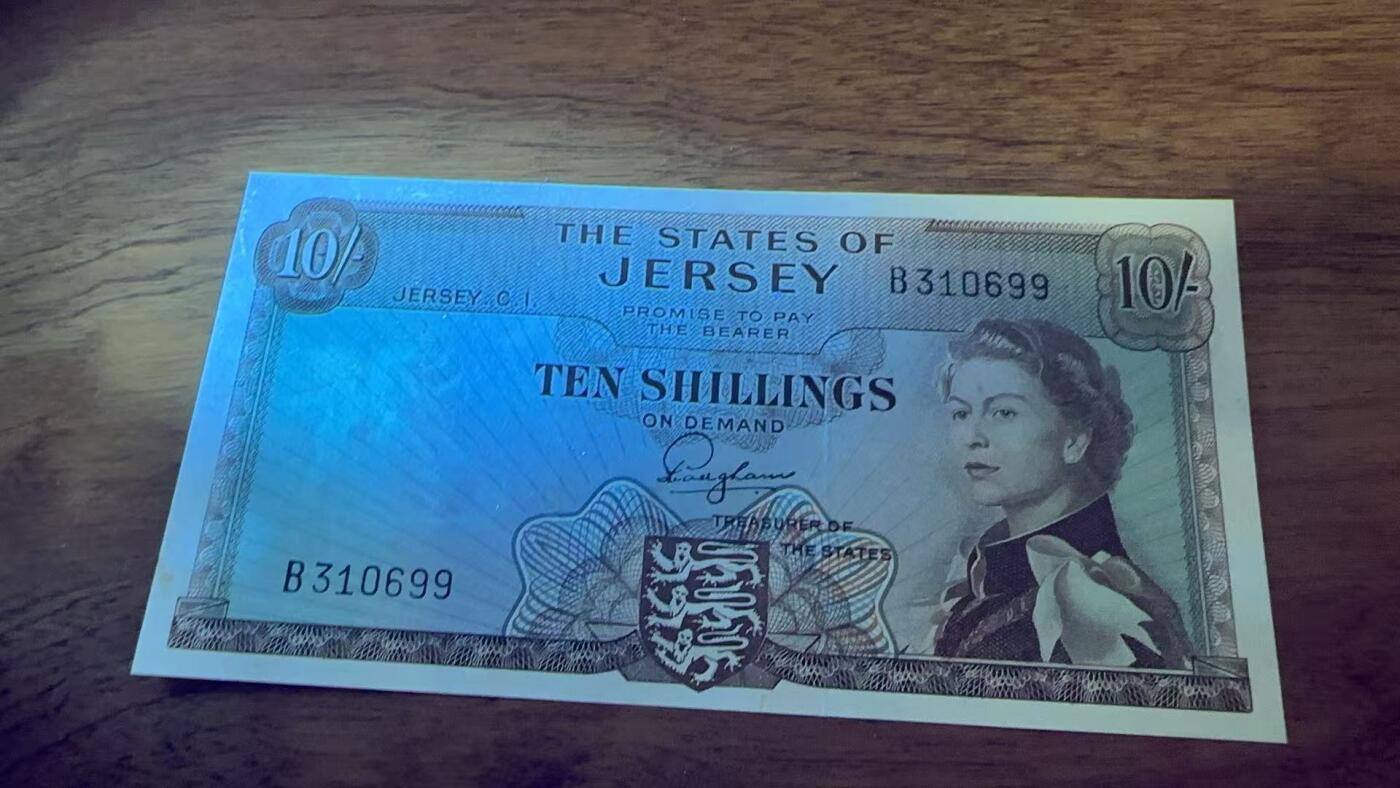 10/-
THE STATES OF
JERSEY
B310699
10/-
JERSEY. C. I.
PROMISE TO PAY
THE BEARER
TEN SHILLINGS
ON DEMAND
TREASURER OF
THE STATES
B310699